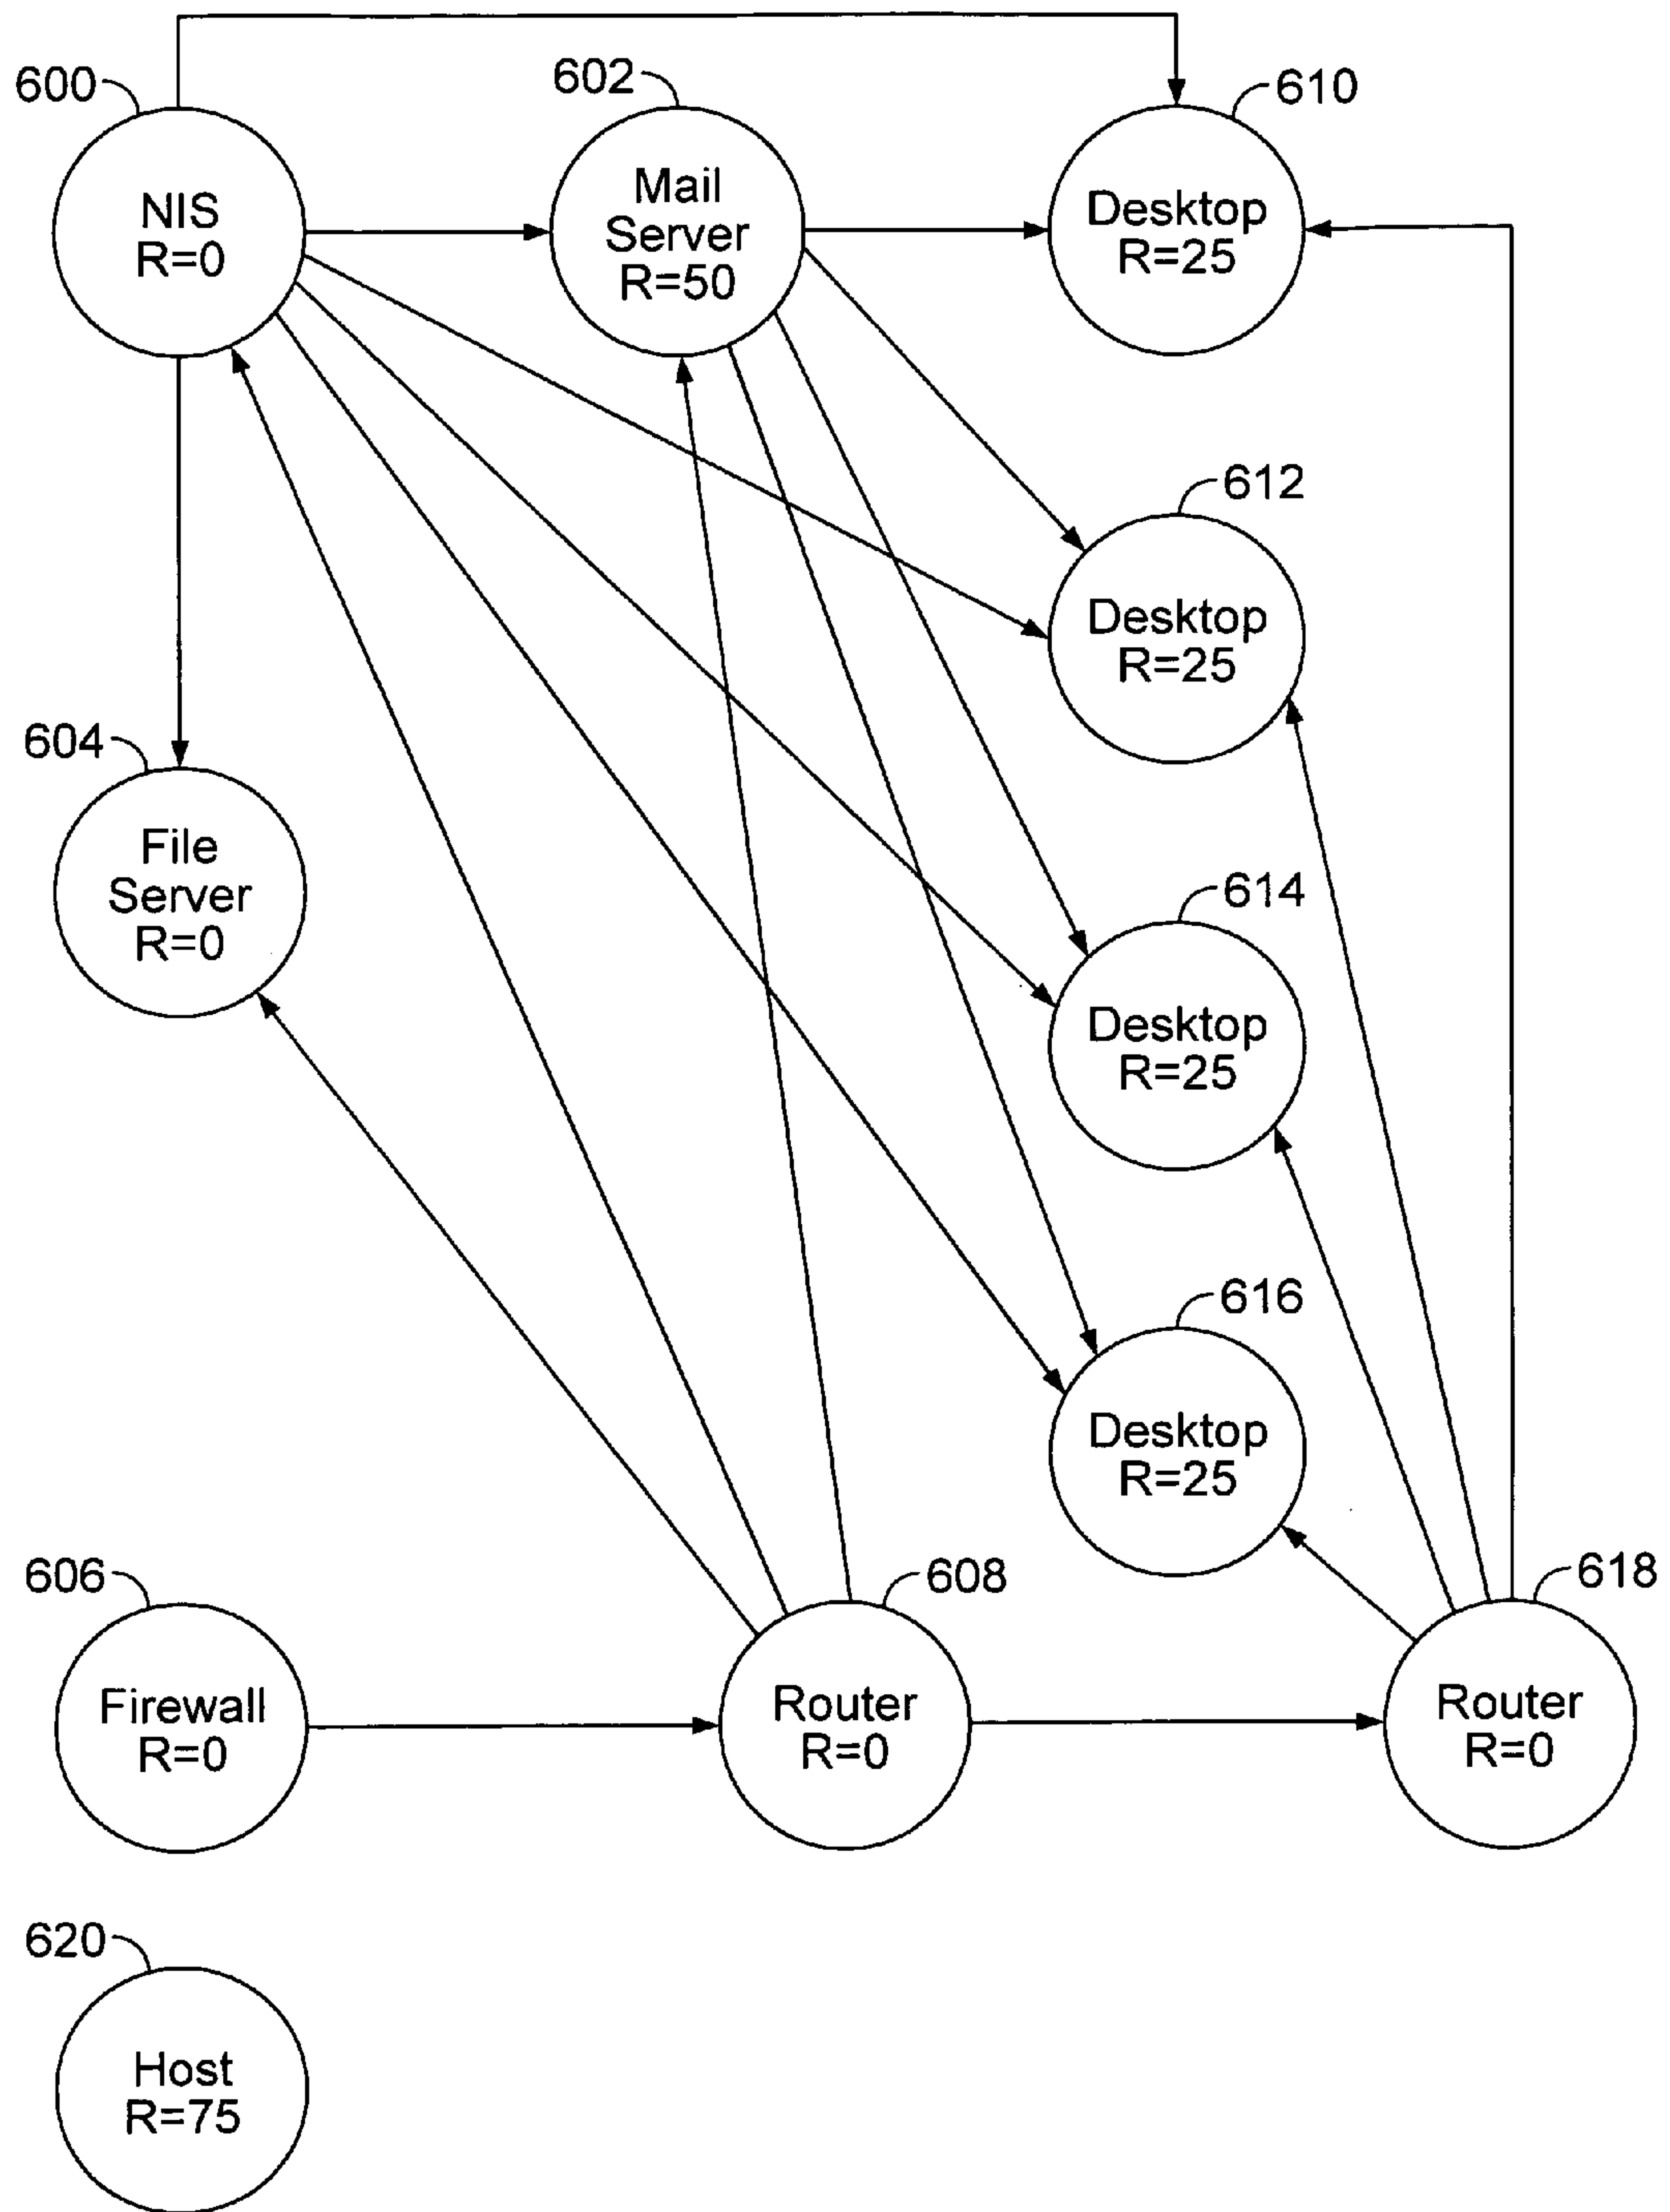 600
602
610
NIS
R=0
Mail
Server
R=50
Desktop
R=25
612
Desktop
R=25
604
File
Server
R=0
614
Desktop
R=25
616
Desktop
R=25
606
608
618
Firewall
R=0
Router
R=0
Router
R=0
620
Host
R=75